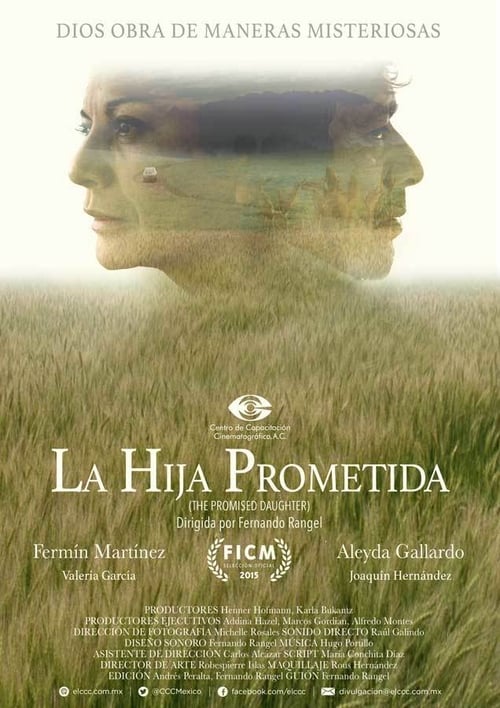 DIOS OBRA DE MANERAS MISTERIOSAS
Centro de Capacitación
Cinematográfica, A.C.
LA HIJA PROMETIDA
(THE PROMISED DAUGHTER)
Dirigida por Fernando Rangel
Fermín Martínez
Valeria García
FICM
SELECCIÓN OFICIAL
2015
Aleyda Gallardo
Joaquín Hernández
PRODUCTORES Henner Hofmann, Karla Bukantz
PRODUCTORES EJECUTIVOS Addina Hazel, Marcos Gordian, Alfredo Montes
DIRECCIÓN DE FOTOGRAFIA Michelle Rosales SONIDO DIRECTO Raúl Galindo
DISEÑO SONORO Fernando Rangel MÚSICA Hugo Portillo
ASISTENTE DE DIRECCIÓN Carlos Alcazar SCRIPT María Conchita Díaz
DIRECTOR DE ARTE Robespierre Islas MAQUILLAJE Rous Hernández
EDICIÓN Andrés Peralta, Fernando Rangel GUIÓN Fernando Rangel
elccc.com.mx @CCCMexico facebook.com/elccc divulgacion@elccc.com.mx